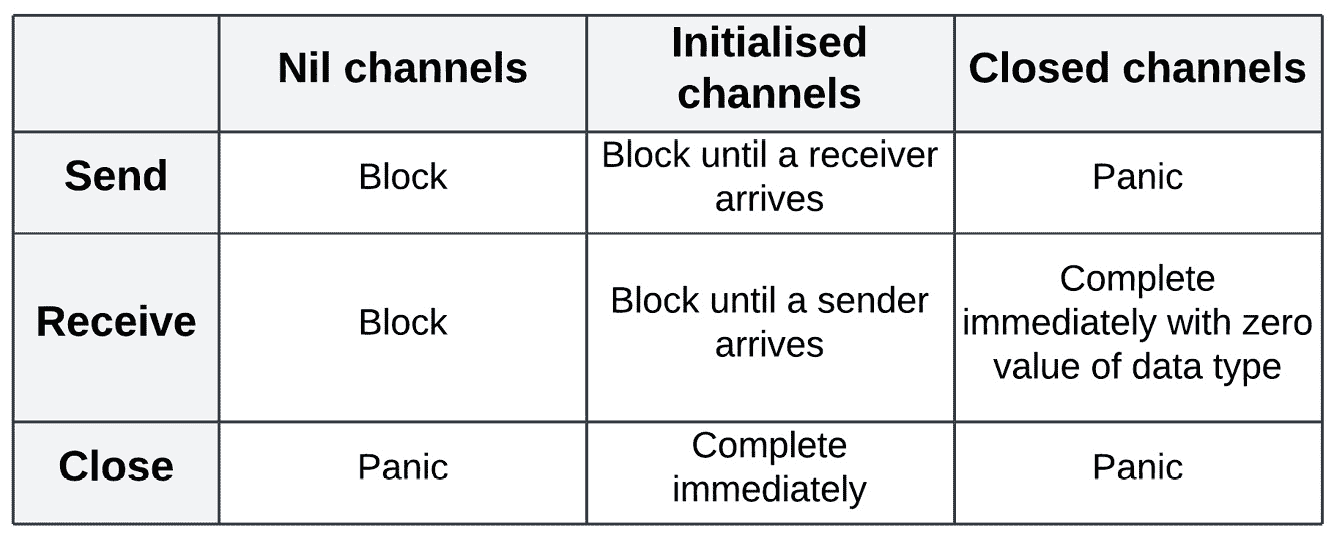 Nil channels
Initialised
channels
Closed channels
Send
Block
Block until a receiver
arrives
Panic
Receive
Block
Block until a sender
arrives
Complete
immediately with zero
value of data type
Close
Panic
Complete
immediately
Panic